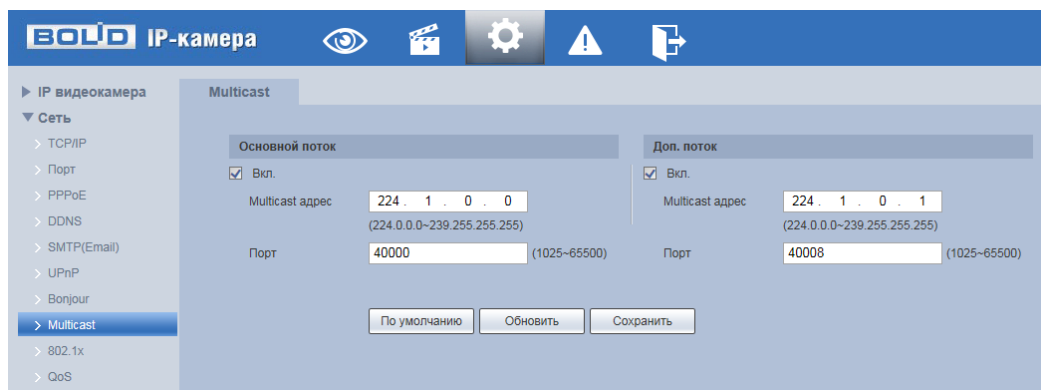 BOLID IP-камера
IP видеокамера
Сеть
TCP/IP
Порт
PPPoE
DDNS
SMTP(Email)
UPnP
Bonjour
Multicast
802.1x
QoS
Multicast
Основной поток
Вкл.
Multicast адрес 224 . 1 . 0 . 0
(224.0.0.0~239.255.255.255)
Порт 40000 (1025~65500)
Доп. поток
Вкл.
Multicast адрес 224 . 1 . 0 . 1
(224.0.0.0~239.255.255.255)
Порт 40008 (1025~65500)
По умолчанию Обновить Сохранить